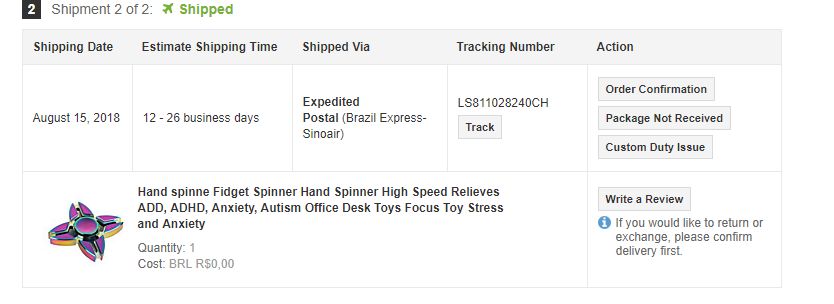 2 Shipment 2 of 2: Shipped
Shipping Date Estimate Shipping Time Shipped Via Tracking Number Action
August 15, 2018
12 - 26 business days
Expedited
Postal (Brazil Express-
Sinoair)
LS811028240CH
Track
Order Confirmation
Package Not Received
Custom Duty Issue
Hand spinne Fidget Spinner Hand Spinner High Speed Relieves
ADD, ADHD, Anxiety, Autism Office Desk Toys Focus Toy Stress
and Anxiety
Quantity: 1
Cost: BRL R$0,00
Write a Review
If you would like to return or
exchange, please confirm
delivery first.